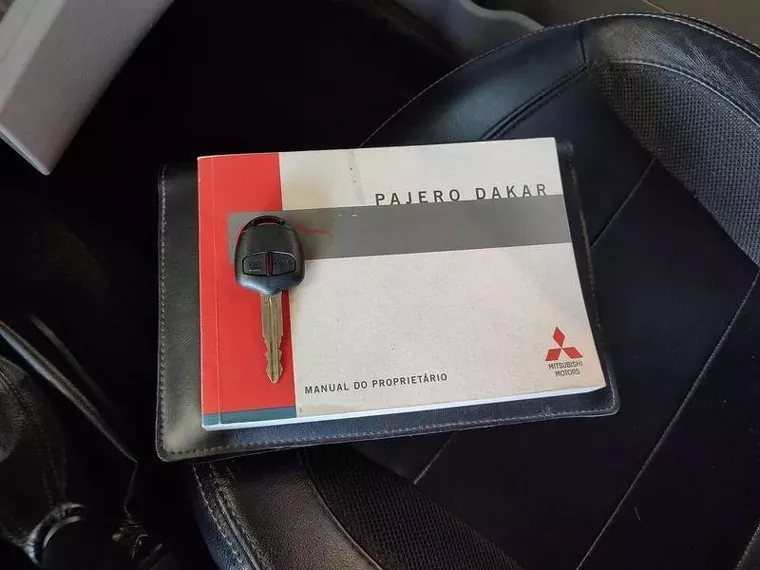 PAJERO DAKAR
MANUAL DO PROPRIETÁRIO
MITSUBISHI
MOTORS